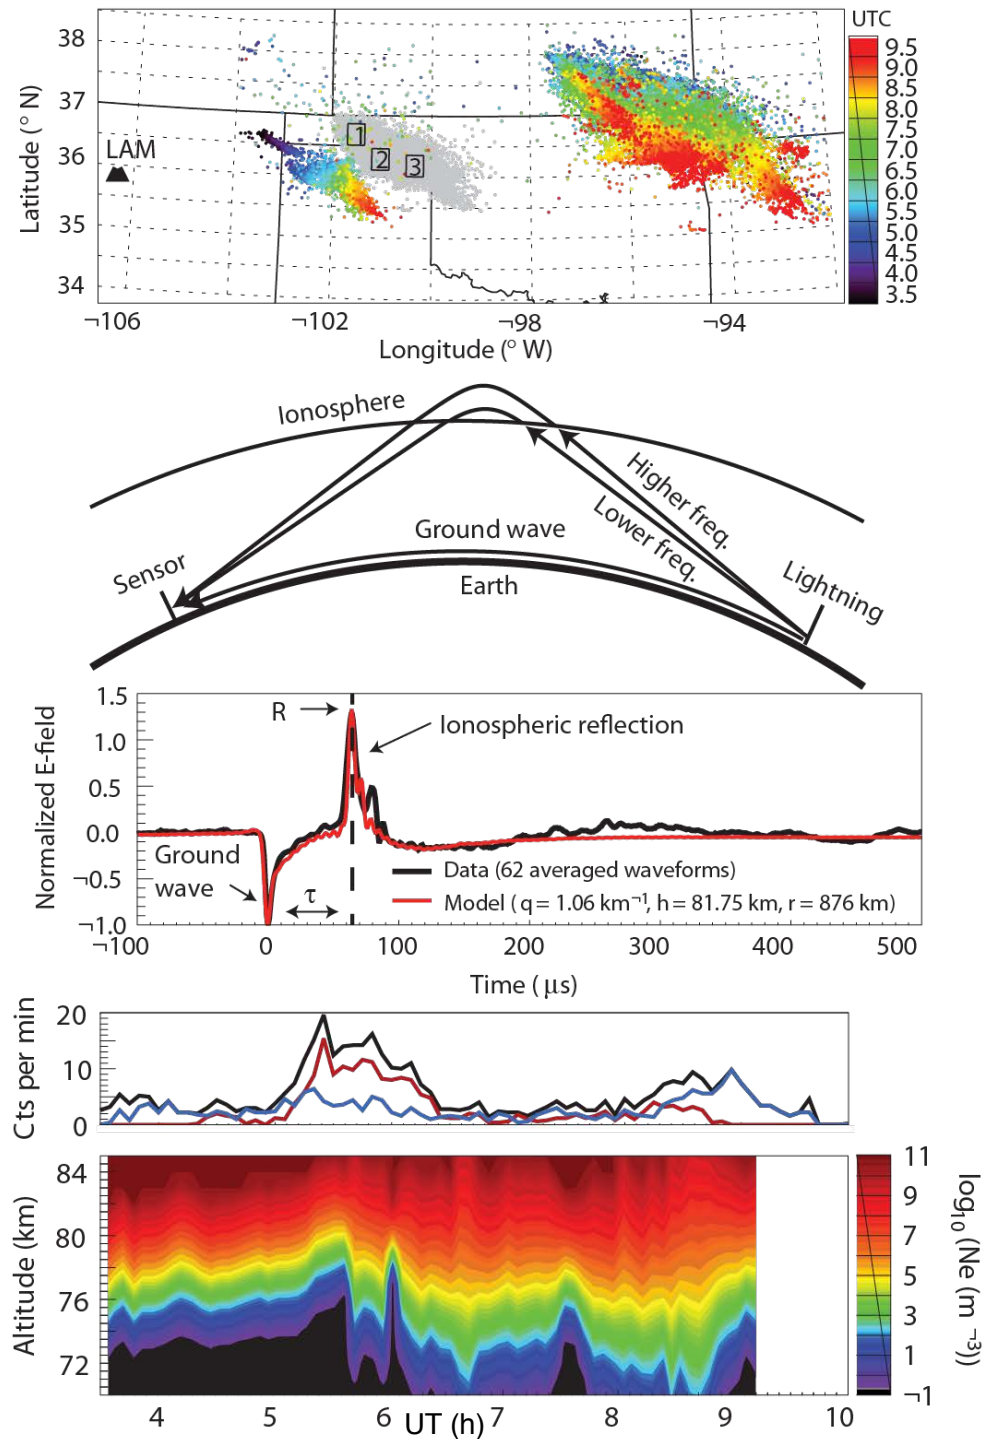 UTC
38
37
36
35
34
Latitude (° N)
LAM
1
2
3
9.5
9.0
8.5
8.0
7.5
7.0
6.5
6.0
5.5
5.0
4.5
4.0
3.5
¬106
¬102
¬98
¬94
Longitude (° W)
Ionosphere
Higher freq.
Lower freq.
Ground wave
Sensor
Earth
Lightning
Normalized E-field
1.5
1.0
0.5
0.0
¬0.5
¬1.0
R
Ionospheric reflection
Ground
wave
τ
Data (62 averaged waveforms)
Model ( q = 1.06 km¬¹, h = 81.75 km, r = 876 km)
¬100
0
100
200
300
400
500
Time ( μs)
Cts per min
20
10
0
Altitude (km)
84
80
76
72
11
9
7
5
3
1
¬1
log₁₀ (Ne (m ¬³))
4
5
6
7
8
9
10
UT (h)